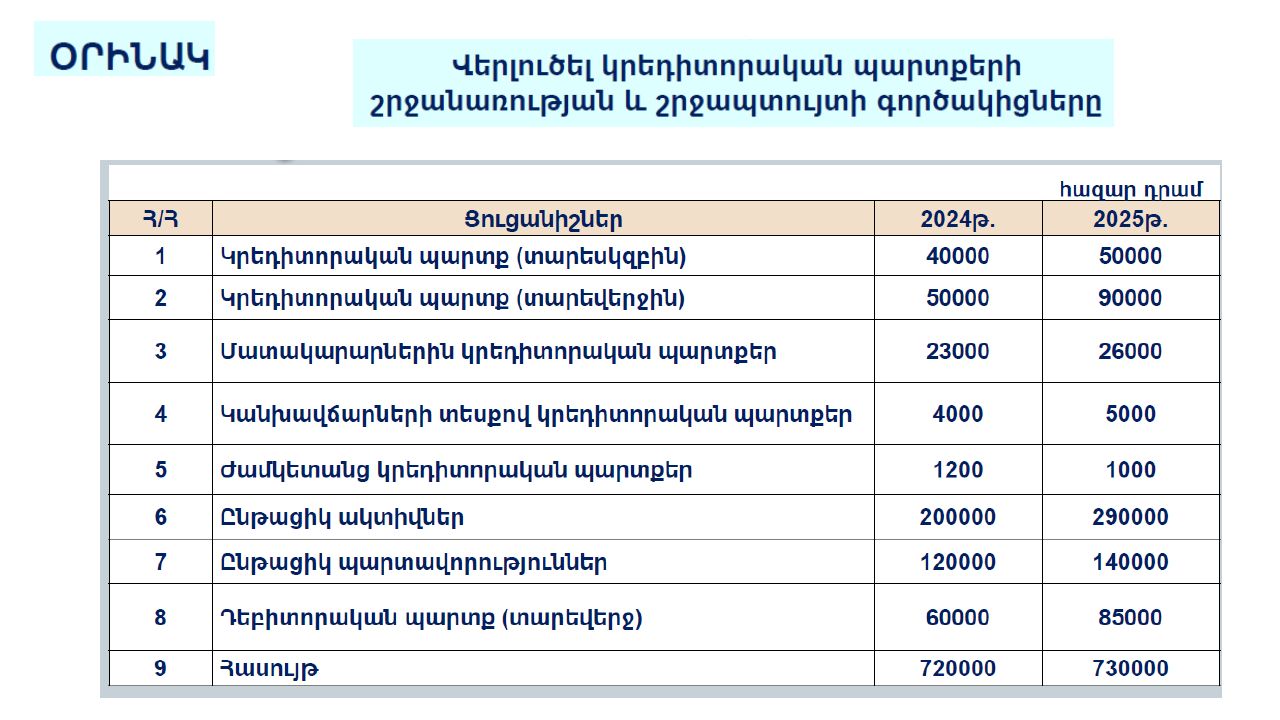 ՕՐԻՆԱԿ
Վերլուծել կրեդիտորական պարտքերի
շրջանառության և շրջապտույտի գործակիցները
հազար դրամ
Հ/Հ Ցուցանիշներ 2024թ. 2025թ.
1 Կրեդիտորական պարտք (տարեսկզբին) 40000 50000
2 Կրեդիտորական պարտք (տարեվերջին) 50000 90000
3 Մատակարարներին կրեդիտորական պարտքեր 23000 26000
4 Կանխավճարների տեսքով կրեդիտորական պարտքեր 4000 5000
5 Ժամկետանց կրեդիտորական պարտքեր 1200 1000
6 Ընթացիկ ակտիվներ 200000 290000
7 Ընթացիկ պարտավորություններ 120000 140000
8 Դեբիտորական պարտք (տարեվերջ) 60000 85000
9 Հասույթ 720000 730000